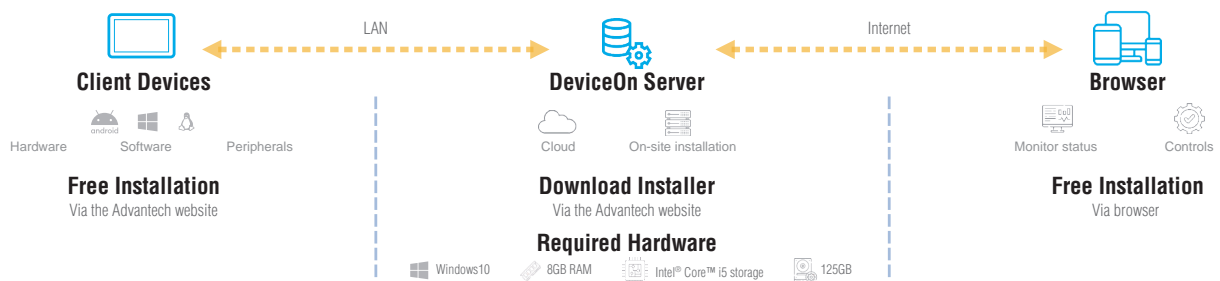 LAN
Internet
Client Devices
DeviceOn Server
Browser
android
Hardware
Software
Peripherals
Cloud
On-site installation
Monitor status
Controls
Free Installation
Via the Advantech website
Download Installer
Via the Advantech website
Free Installation
Via browser
Required Hardware
Windows10
8GB RAM
Intel® Core™ i5 storage
125GB